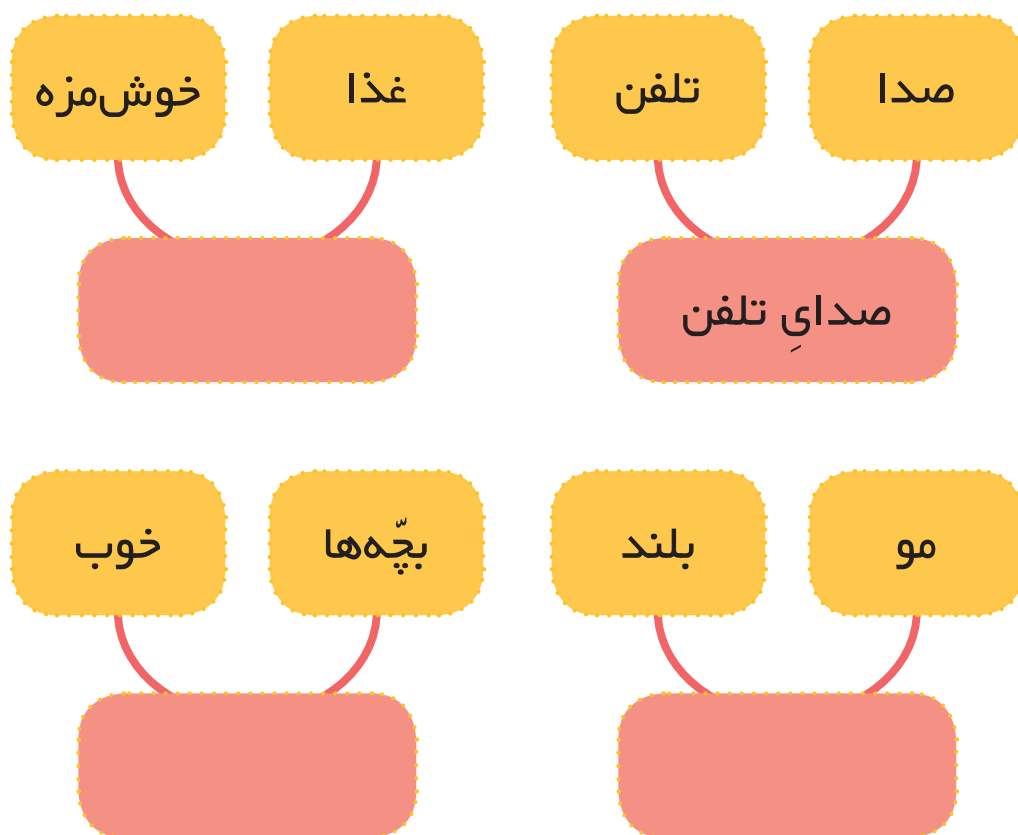 صدا
تلفن
صدایِ تلفن
غذا
خوش‌مزه
مو
بلند
بچّه‌ها
خوب